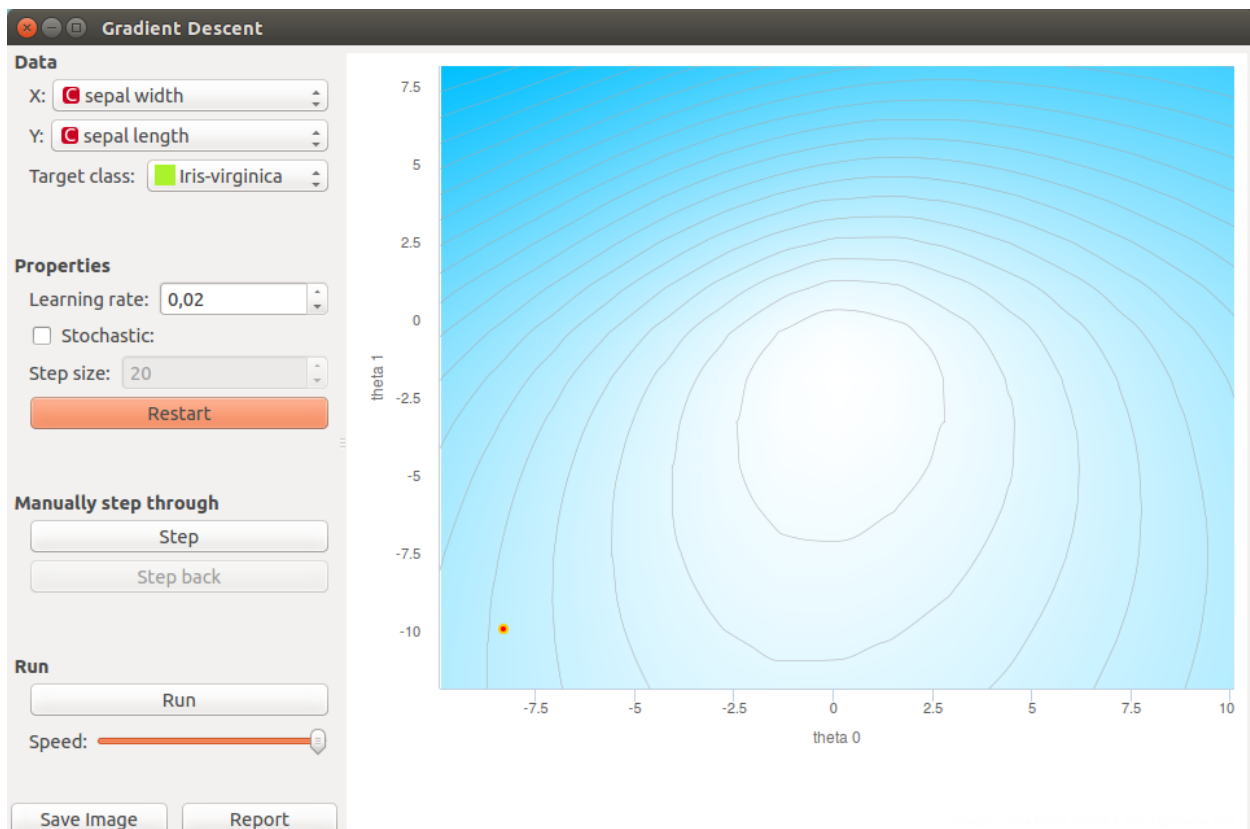 Gradient Descent
Data
X: C sepal width
Y: C sepal length
Target class: Iris-virginica
Properties
Learning rate: 0,02
Stochastic:
Step size: 20
Restart
Manually step through
Step
Step back
Run
Run
Speed:
Save Image Report
7.5
5
2.5
0
-2.5
-5
-7.5
-10
theta 1
-7.5 -5 -2.5 0 2.5 5 7.5 10
theta 0